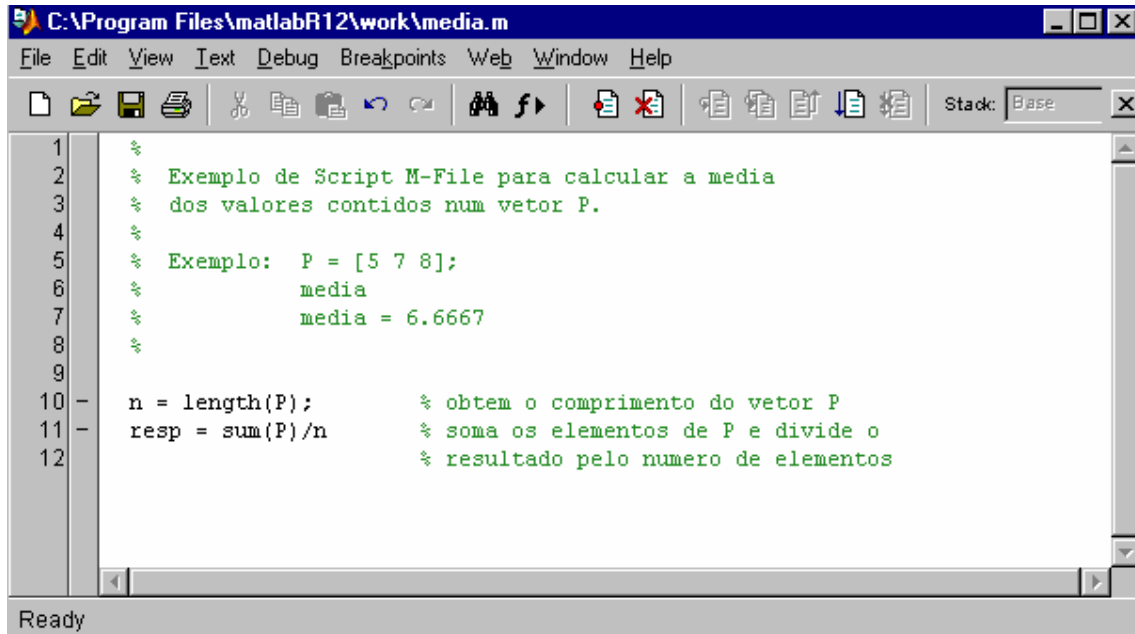 C:\Program Files\matlabR12\work\media.m
File Edit View Text Debug Breakpoints Web Window Help
Stack: Base
1 %
2 % Exemplo de Script M-File para calcular a media
3 % dos valores contidos num vetor P.
4 %
5 % Exemplo: P = [5 7 8];
6 % media
7 % media = 6.6667
8 %
9
10 - n = length(P); % obtem o comprimento do vetor P
11 - resp = sum(P)/n % soma os elementos de P e divide o
12 % resultado pelo numero de elementos
Ready